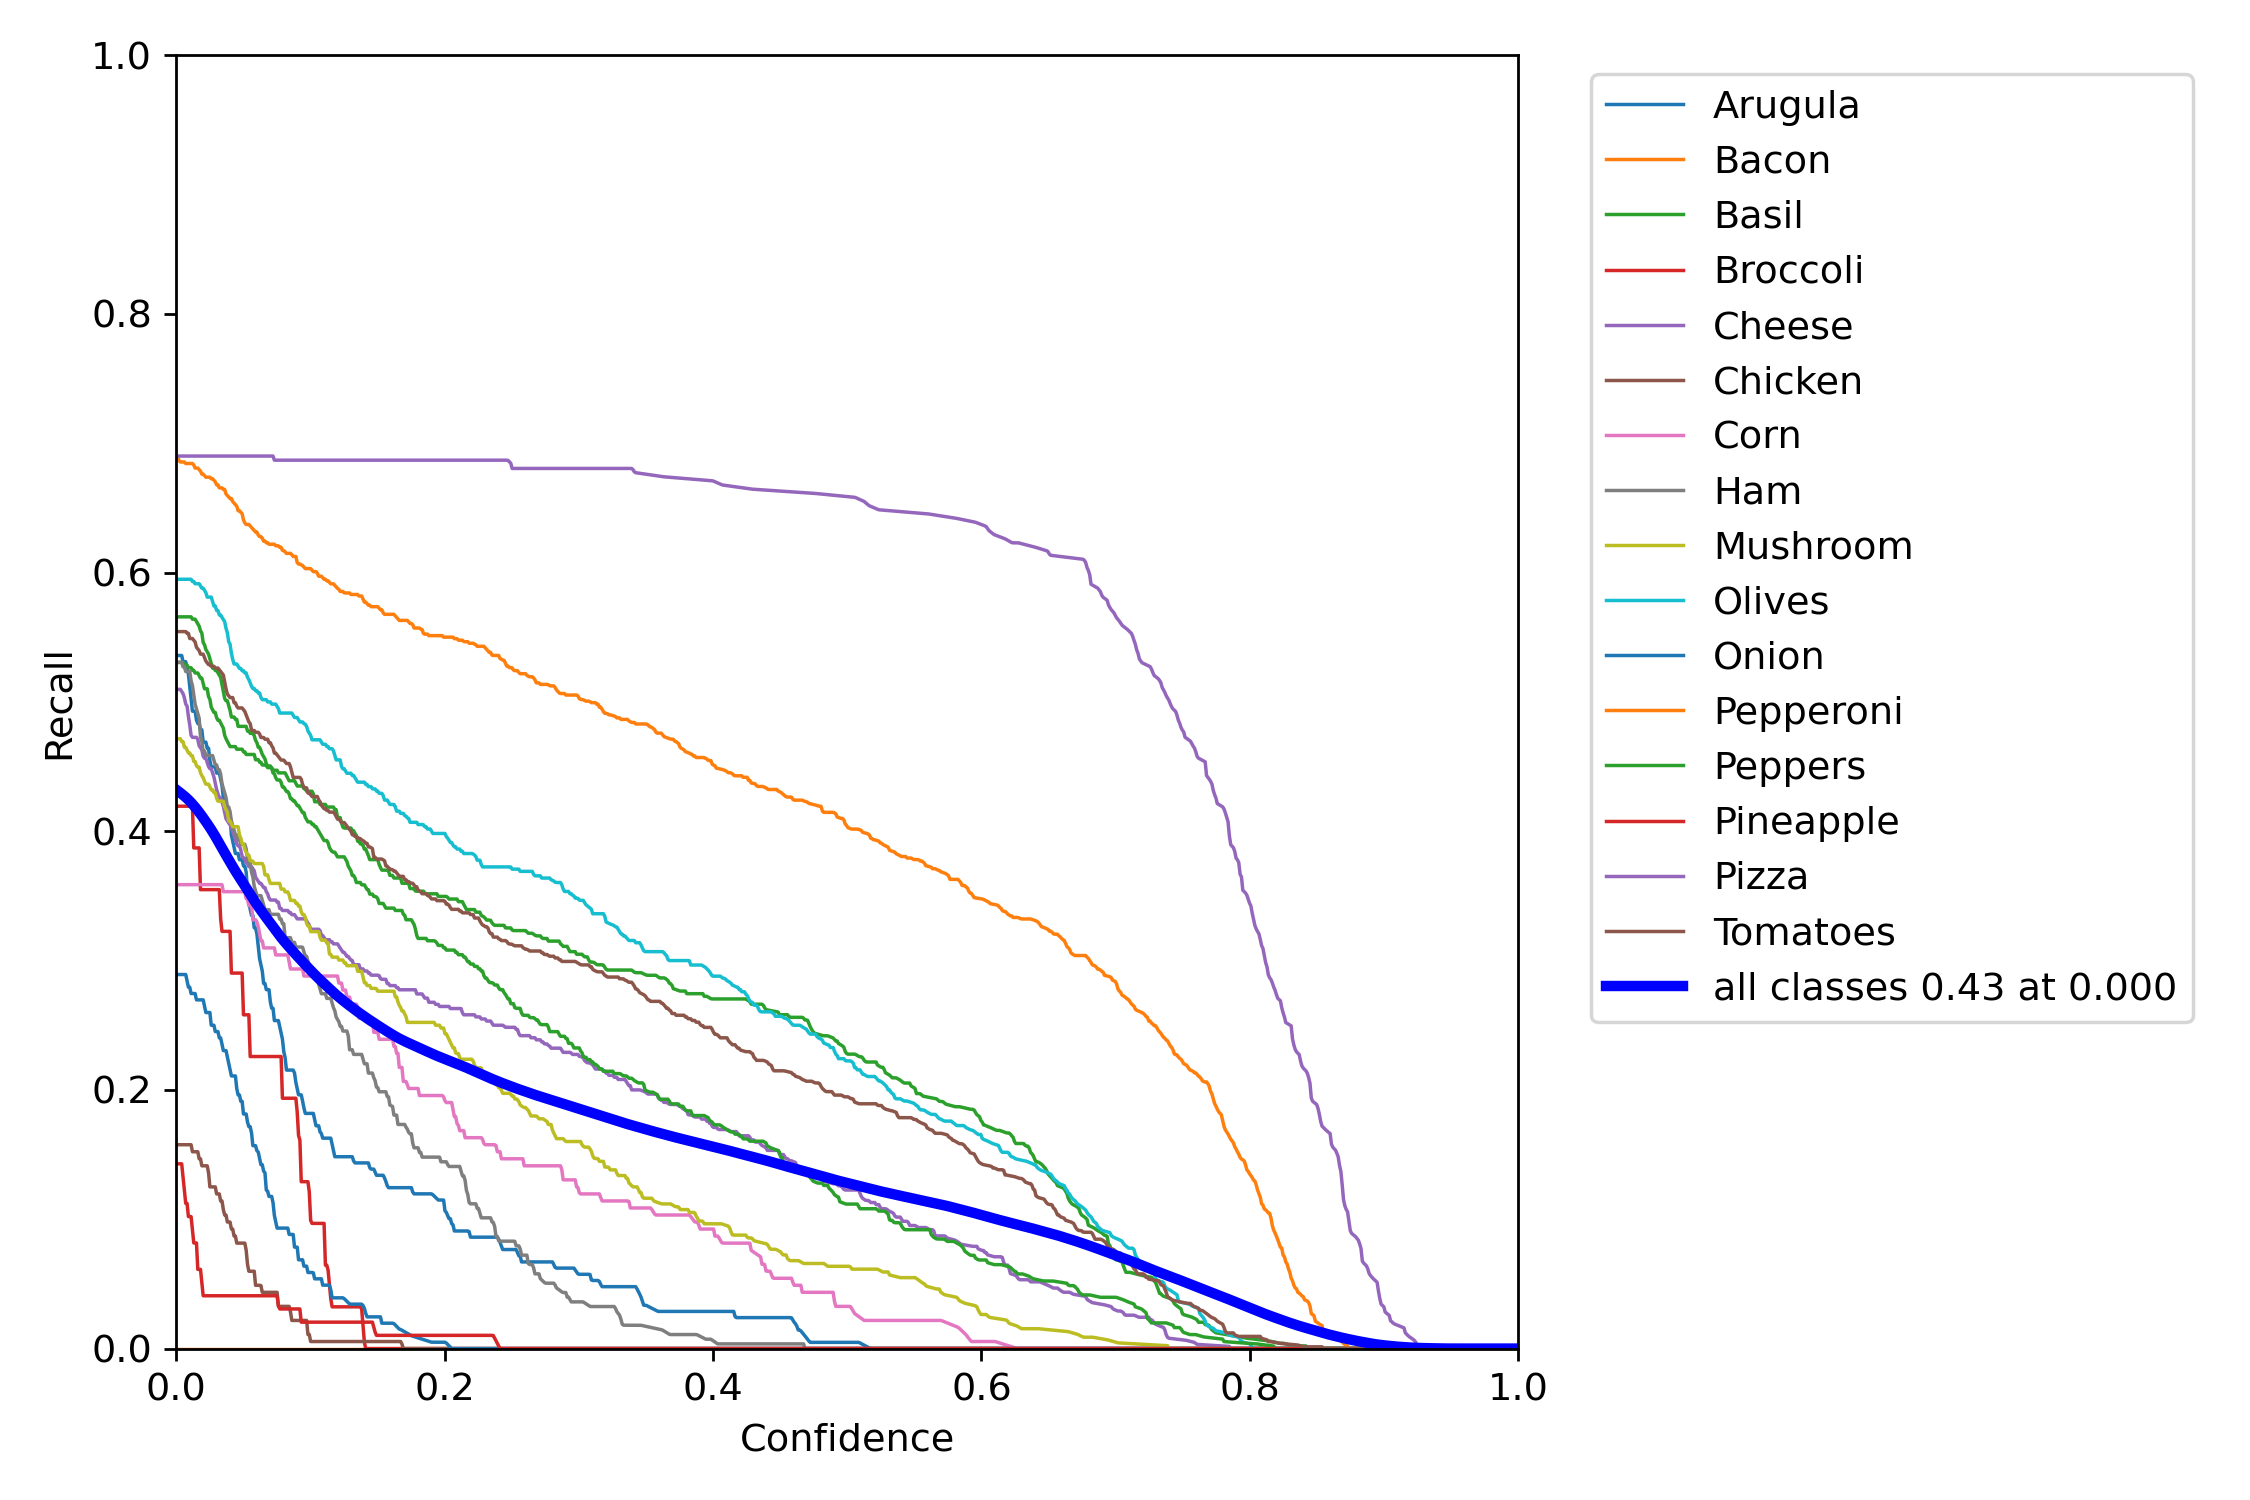 1.0
0.8
0.6
0.4
0.2
0.0
Recall
0.0 0.2 0.4 0.6 0.8 1.0
Confidence
Arugula
Bacon
Basil
Broccoli
Cheese
Chicken
Corn
Ham
Mushroom
Olives
Onion
Pepperoni
Peppers
Pineapple
Pizza
Tomatoes
all classes 0.43 at 0.000